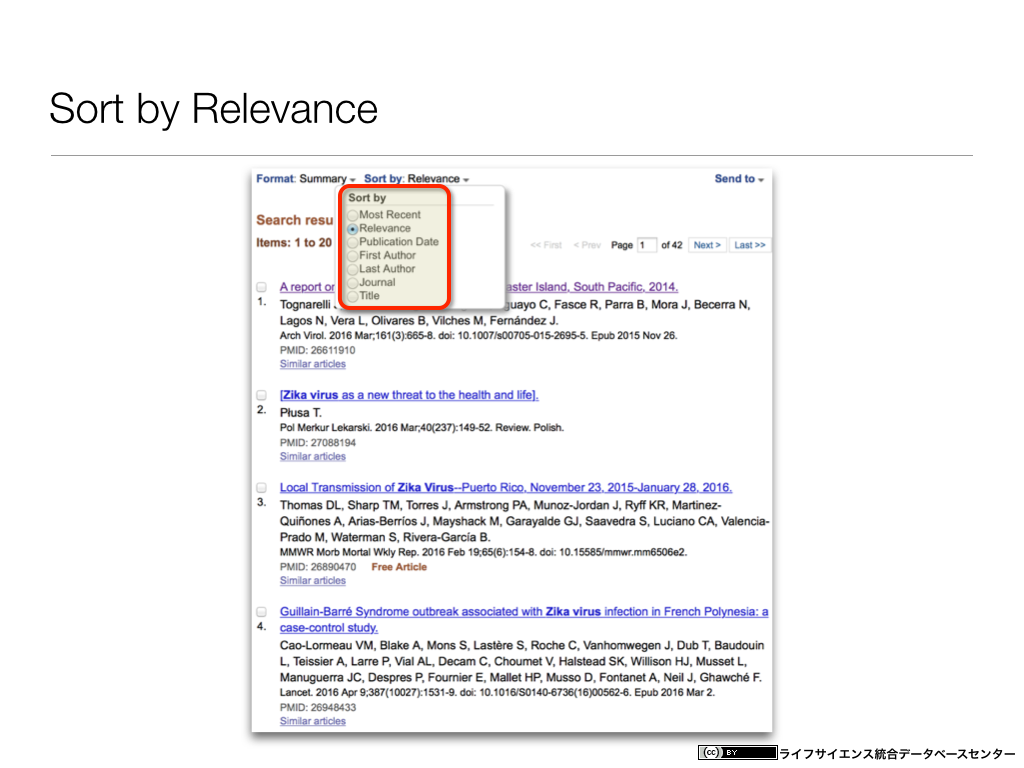 Sort by Relevance
Format: Summary Sort by: Relevance Send to
Sort by
Most Recent
Relevance
Publication Date
First Author
Last Author
Journal
Title
Search resu
Items: 1 to 20
<< First < Prev Page 1 of 42 Next > Last >>
1. A report on aster Island, South Pacific, 2014.
Tognarelli guayo C, Fasce R, Parra B, Mora J, Becerra N,
Lagos N, Vera L, Olivares B, Vilches M, Fernández J.
Arch Virol. 2016 Mar;161(3):665-8. doi: 10.1007/s00705-015-2695-5. Epub 2015 Nov 26.
PMID: 26611910
Similar articles
2. [Zika virus as a new threat to the health and life].
Płusa T.
Pol Merkur Lekarski. 2016 Mar;40(237):149-52. Review. Polish.
PMID: 27088194
Similar articles
3. Local Transmission of Zika Virus--Puerto Rico, November 23, 2015-January 28, 2016.
Thomas DL, Sharp TM, Torres J, Armstrong PA, Munoz-Jordan J, Ryff KR, Martinez-
Quiñones A, Arias-Berríos J, Mayshack M, Garayalde GJ, Saavedra S, Luciano CA, Valencia-
Prado M, Waterman S, Rivera-García B.
MMWR Morb Mortal Wkly Rep. 2016 Feb 19;65(6):154-8. doi: 10.15585/mmwr.mm6506e2.
PMID: 26890470 Free Article
Similar articles
4. Guillain-Barré Syndrome outbreak associated with Zika virus infection in French Polynesia: a
case-control study.
Cao-Lormeau VM, Blake A, Mons S, Lastère S, Roche C, Vanhomwegen J, Dub T, Baudouin
L, Teissier A, Larre P, Vial AL, Decam C, Choumet V, Halstead SK, Willison HJ, Musset L,
Manuguerra JC, Despres P, Fournier E, Mallet HP, Musso D, Fontanet A, Neil J, Ghawché F.
Lancet. 2016 Apr 9;387(10027):1531-9. doi: 10.1016/S0140-6736(16)00562-6. Epub 2016 Mar 2.
PMID: 26948433
Similar articles
(cc) BY ライフサイエンス統合データベースセンター